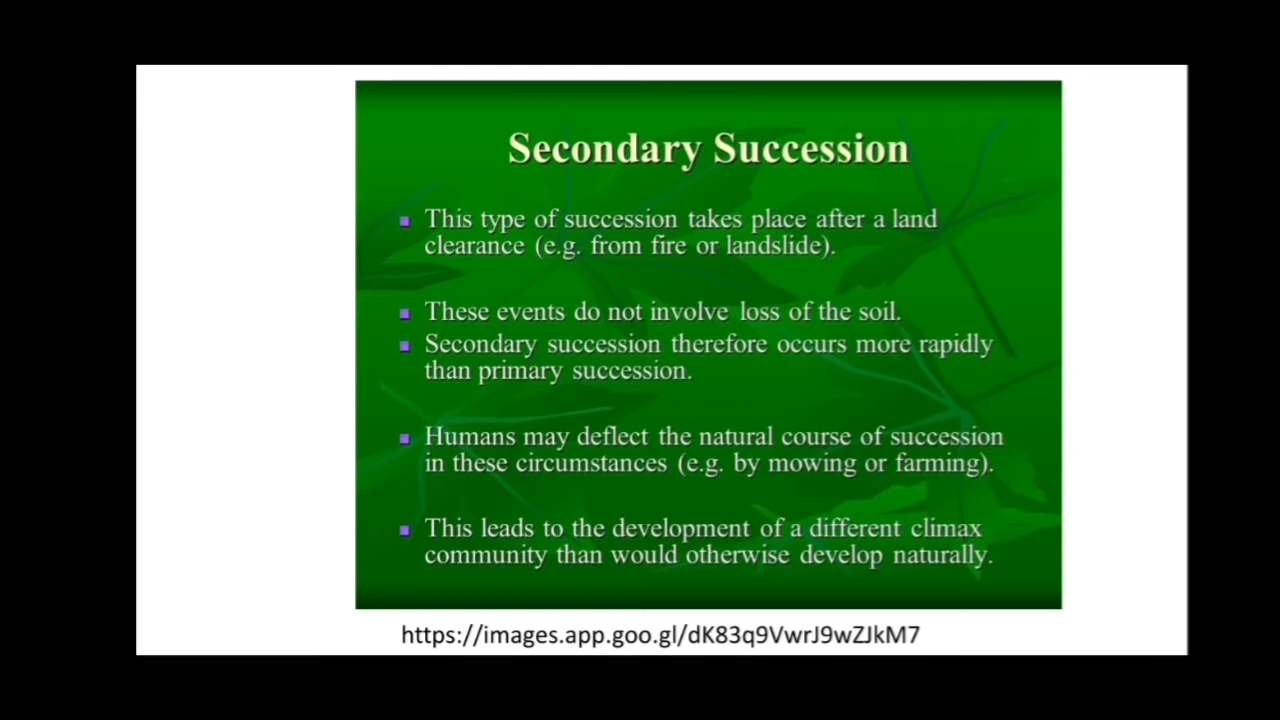 Secondary Succession
This type of succession takes place after a land
clearance (e.g. from fire or landslide).
These events do not involve loss of the soil.
Secondary succession therefore occurs more rapidly
than primary succession.
Humans may deflect the natural course of succession
in these circumstances (e.g. by mowing or farming).
This leads to the development of a different climax
community than would otherwise develop naturally.
https://images.app.goo.gl/dK83q9VwrJ9wZJkM7